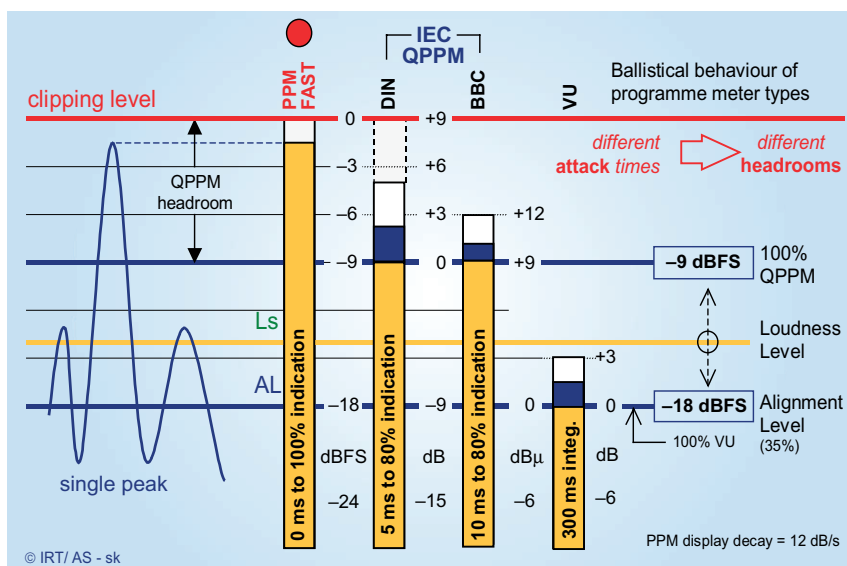 IEC
QPPM
PPM
FAST
DIN
BBC
VU
Ballistical behaviour of
programme meter types
clipping level
0
+9
different
attack times
different
headrooms
–3
+6
QPPM
headroom
–6
+3
+12
–9
0
+9
–9 dBFS
100%
QPPM
Ls
Loudness
Level
+3
AL
–18
–9
0
0
–18 dBFS
Alignment
Level
(35%)
100% VU
dBFS
dB
dBµ
dB
single peak
–24
–15
–6
–6
0 ms to 100% indication
5 ms to 80% indication
10 ms to 80% indication
300 ms integ.
PPM display decay = 12 dB/s
© IRT/ AS - sk